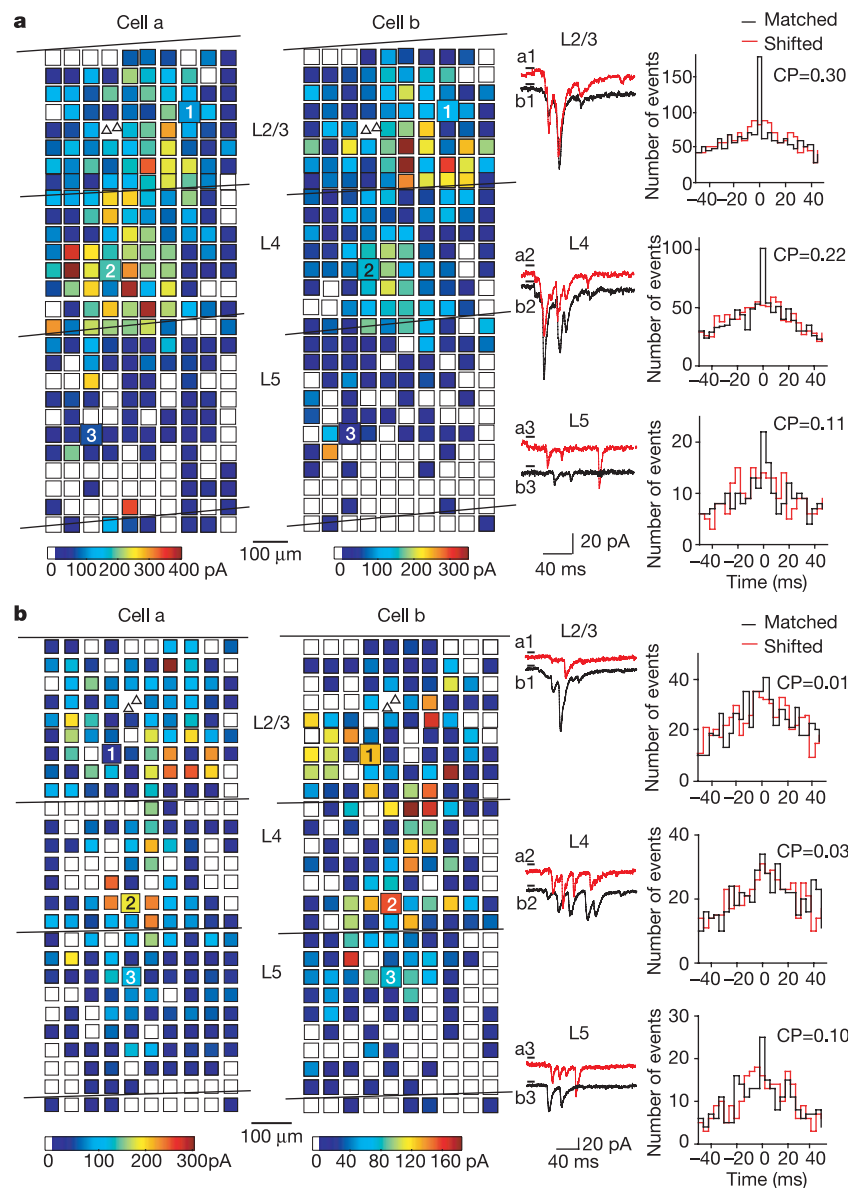 a
Cell a
Cell b
L2/3
L4
L5
1
2
3
1
2
3
0 100 200 300 400 pA
100 μm
0 100 200 300 pA
a1
b1
L2/3
a2
b2
L4
a3
b3
L5
20 pA
40 ms
Matched
Shifted
CP=0.30
Number of events
150
100
50
0
−40 −20 0 20 40
CP=0.22
Number of events
100
50
0
−40 −20 0 20 40
CP=0.11
Number of events
20
10
0
−40 −20 0 20 40
Time (ms)
b
Cell a
Cell b
L2/3
L4
L5
1
2
3
1
2
3
0 100 200 300pA
100 μm
0 40 80 120 160 pA
a1
b1
L2/3
a2
b2
L4
a3
b3
L5
20 pA
40 ms
Matched
Shifted
CP=0.01
Number of events
40
20
0
−40 −20 0 20 40
CP=0.03
Number of events
40
20
0
−40 −20 0 20 40
CP=0.10
Number of events
30
20
10
0
−40 −20 0 20 40
Time (ms)